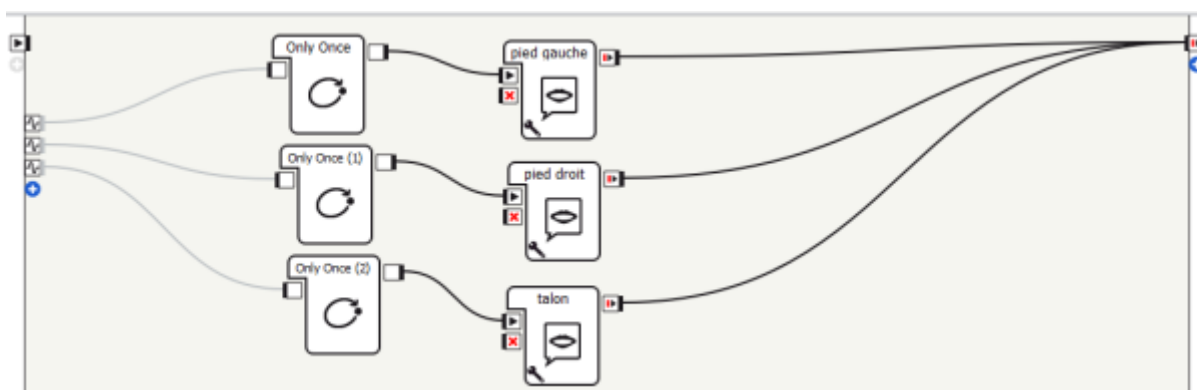 Only Once
pied gauche
Only Once (1)
pied droit
Only Once (2)
talon